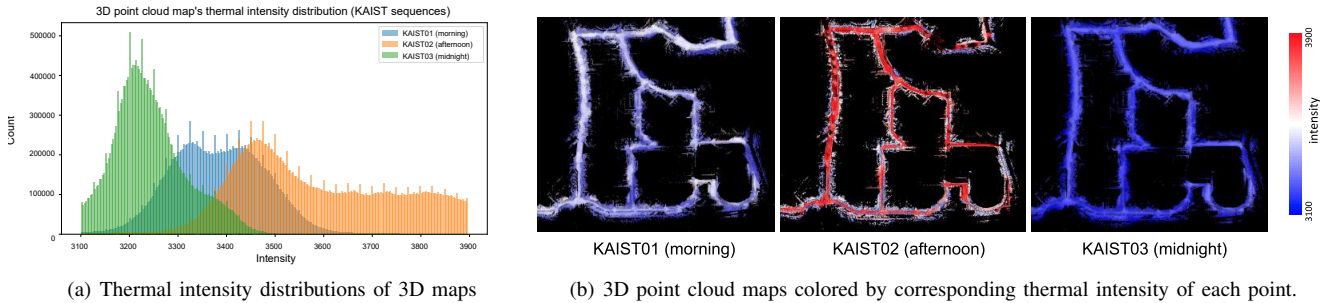 3D point cloud map's thermal intensity distribution (KAIST sequences)
KAIST01 (morning)
KAIST02 (afternoon)
KAIST03 (midnight)
500000
400000
300000
200000
100000
0
Count
3100 3200 3300 3400 3500 3600 3700 3800 3900
Intensity
(a) Thermal intensity distributions of 3D maps
3900
intensity
3100
KAIST01 (morning) KAIST02 (afternoon) KAIST03 (midnight)
(b) 3D point cloud maps colored by corresponding thermal intensity of each point.